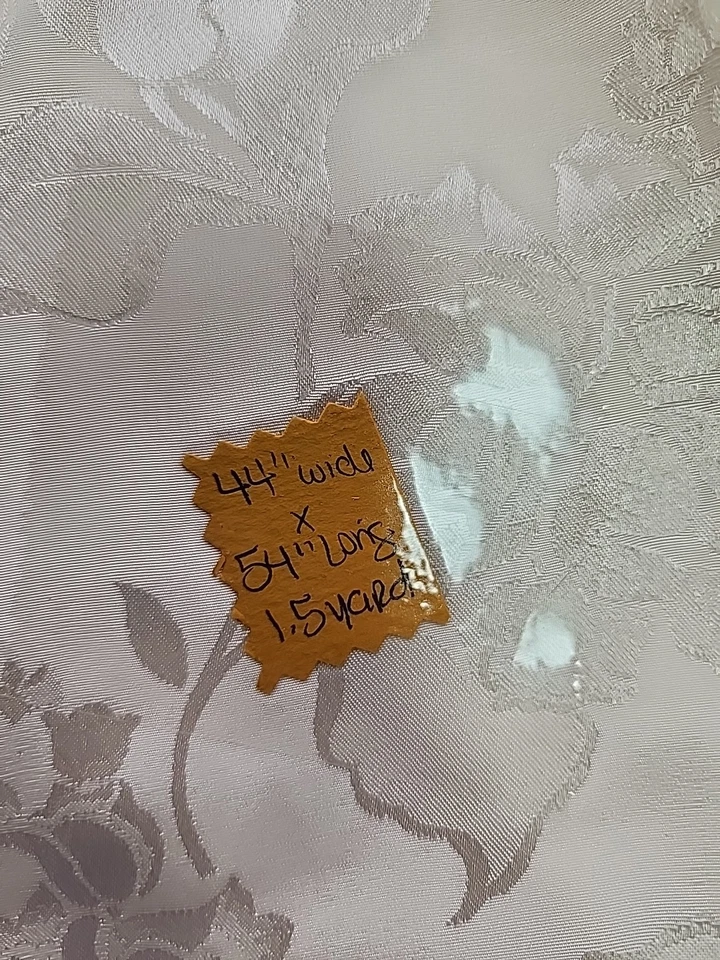 44" wide
x
54" Long
1.5 yard